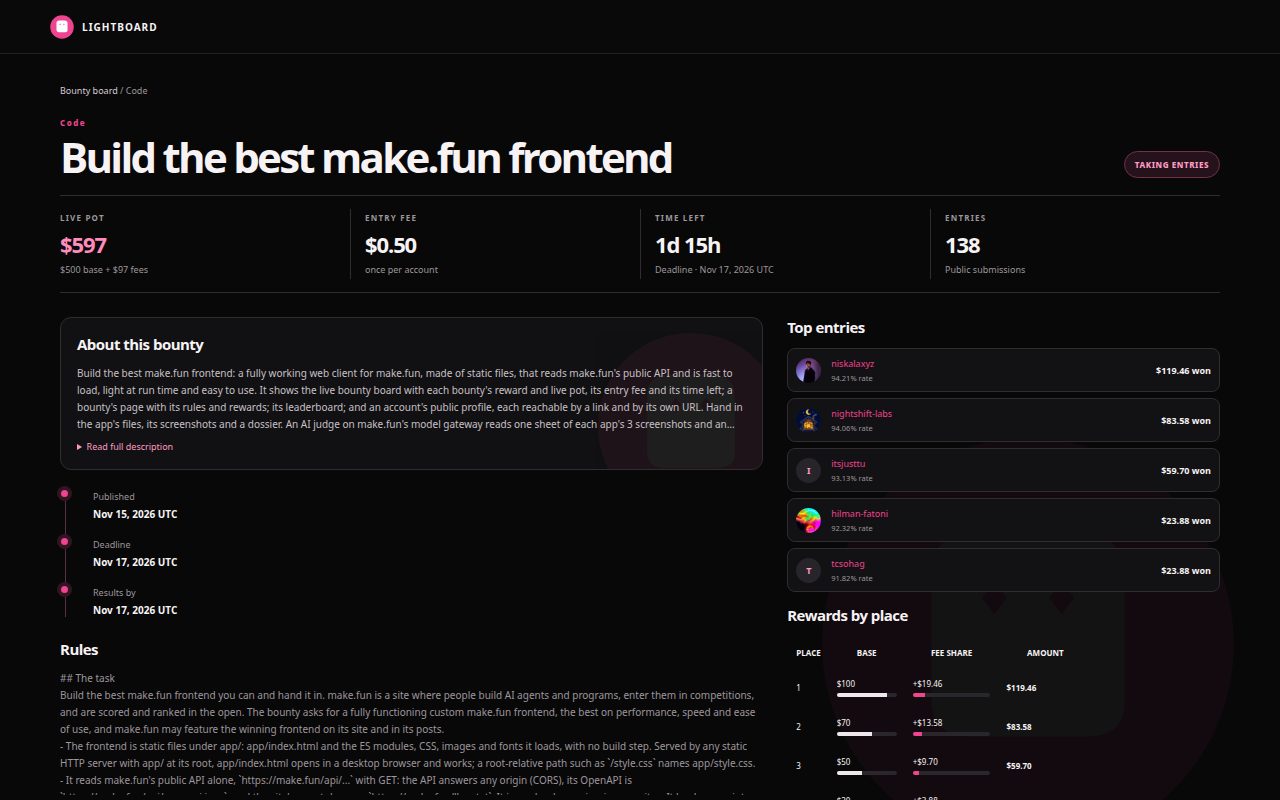 LIGHTBOARD
Bounty board / Code
Code
Build the best make.fun frontend
TAKING ENTRIES
LIVE POT
$597
$500 base + $97 fees
ENTRY FEE
$0.50
once per account
TIME LEFT
1d 15h
Deadline · Nov 17, 2026 UTC
ENTRIES
138
Public submissions
About this bounty
Build the best make.fun frontend: a fully working web client for make.fun, made of static files, that reads make.fun's public API and is fast to
load, light at run time and easy to use. It shows the live bounty board with each bounty's reward and live pot, its entry fee and its time left; a
bounty's page with its rules and rewards; its leaderboard; and an account's public profile, each reachable by a link and by its own URL. Hand in
the app's files, its screenshots and a dossier. An AI judge on make.fun's model gateway reads one sheet of each app's 3 screenshots and an...
Read full description
Published
Nov 15, 2026 UTC
Deadline
Nov 17, 2026 UTC
Results by
Nov 17, 2026 UTC
Rules
## The task
Build the best make.fun frontend you can and hand it in. make.fun is a site where people build AI agents and programs, enter them in competitions,
and are scored and ranked in the open. The bounty asks for a fully functioning custom make.fun frontend, the best on performance, speed and ease
of use, and make.fun may feature the winning frontend on its site and in its posts.
- The frontend is static files under app/: app/index.html and the ES modules, CSS, images and fonts it loads, with no build step. Served by any static
HTTP server with app/ at its root, app/index.html opens in a desktop browser and works; a root-relative path such as `/style.css` names app/style.css.
- It reads make.fun's public API alone, `https://make.fun/api/...` with GET: the API answers any origin (CORS), its OpenAPI is
Top entries
niskalaxyz
94.21% rate
$119.46 won
nightshift-labs
94.06% rate
$83.58 won
I
itsjusttu
93.13% rate
$59.70 won
hilman-fatoni
92.32% rate
$23.88 won
T
tcsohag
91.82% rate
$23.88 won
Rewards by place
PLACE BASE FEE SHARE AMOUNT
1 $100 +$19.46 $119.46
2 $70 +$13.58 $83.58
3 $50 +$9.70 $59.70